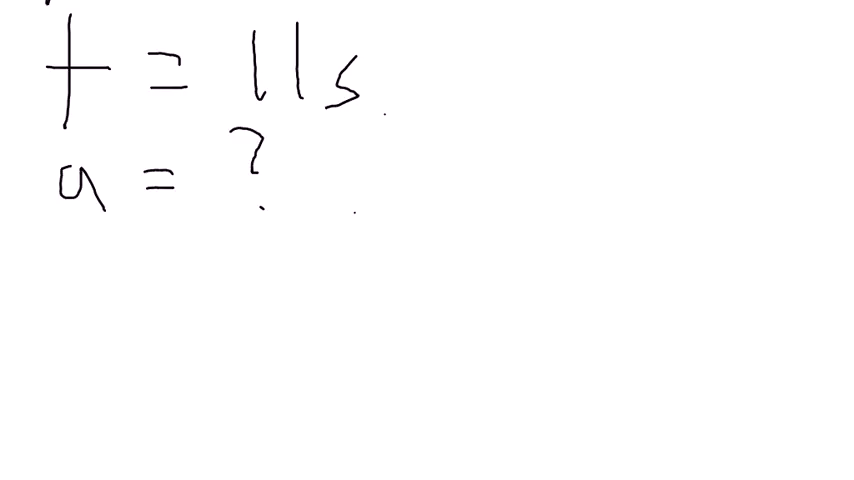 t = 11s
a = ?